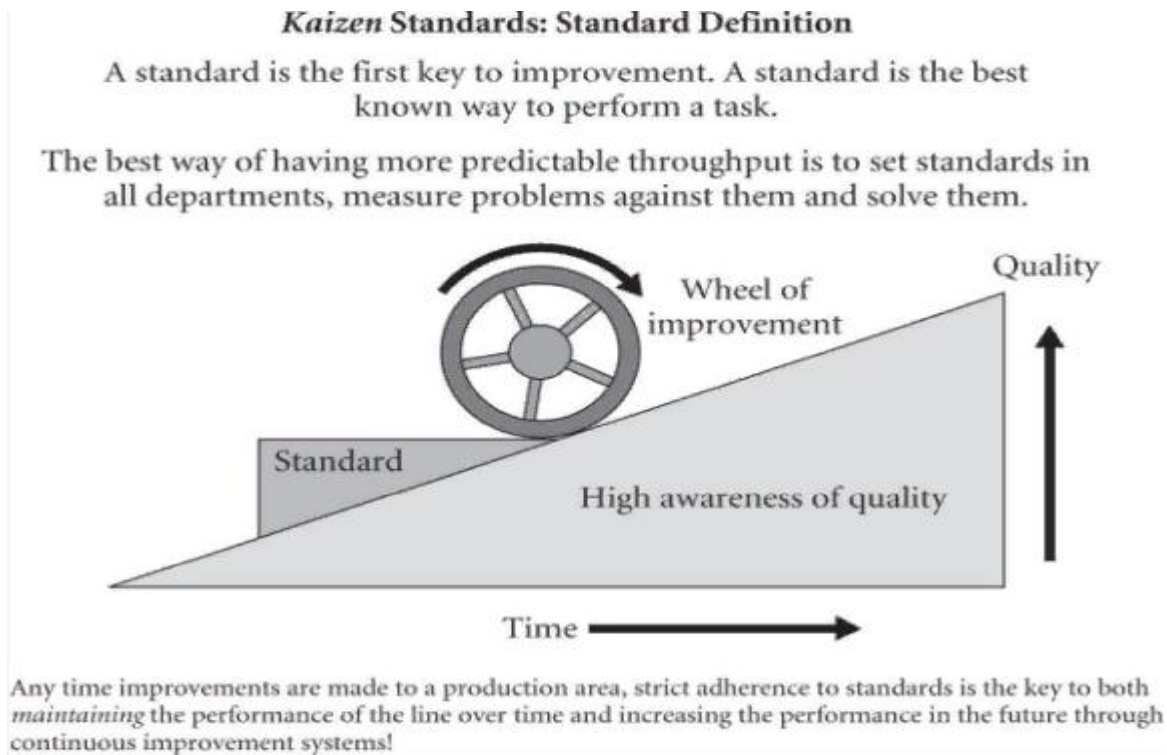 Kaizen Standards: Standard Definition
A standard is the first key to improvement. A standard is the best
known way to perform a task.
The best way of having more predictable throughput is to set standards in
all departments, measure problems against them and solve them.
Quality
Wheel of
improvement
Standard
High awareness of quality
Time
Any time improvements are made to a production area, strict adherence to standards is the key to both
maintaining the performance of the line over time and increasing the performance in the future through
continuous improvement systems!